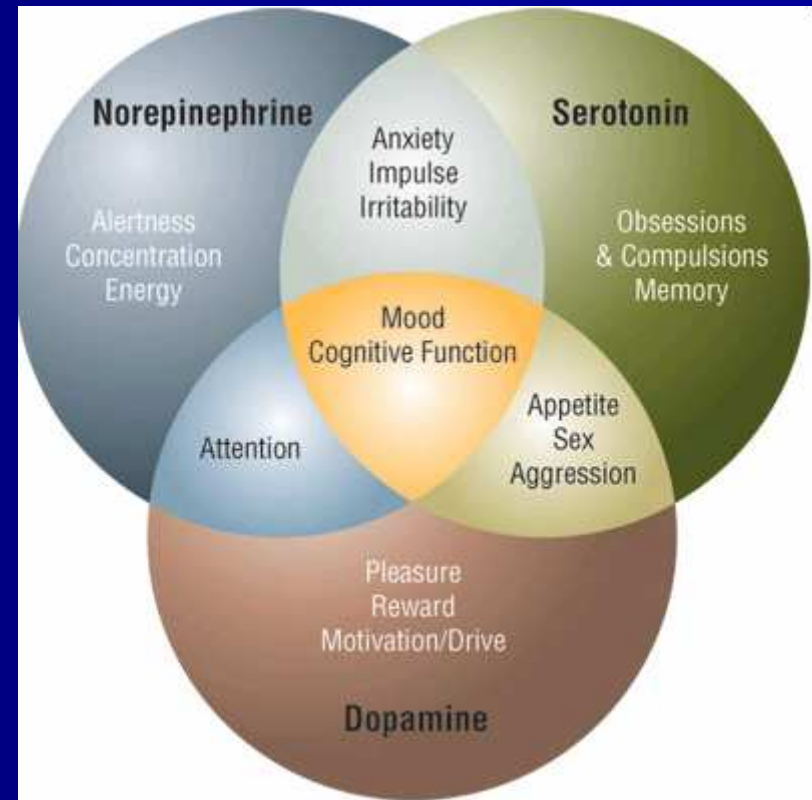 Norepinephrine
Serotonin
Anxiety
Impulse
Irritability
Alertness
Concentration
Energy
Obsessions
& Compulsions
Memory
Mood
Cognitive Function
Attention
Appetite
Sex
Aggression
Pleasure
Reward
Motivation/Drive
Dopamine